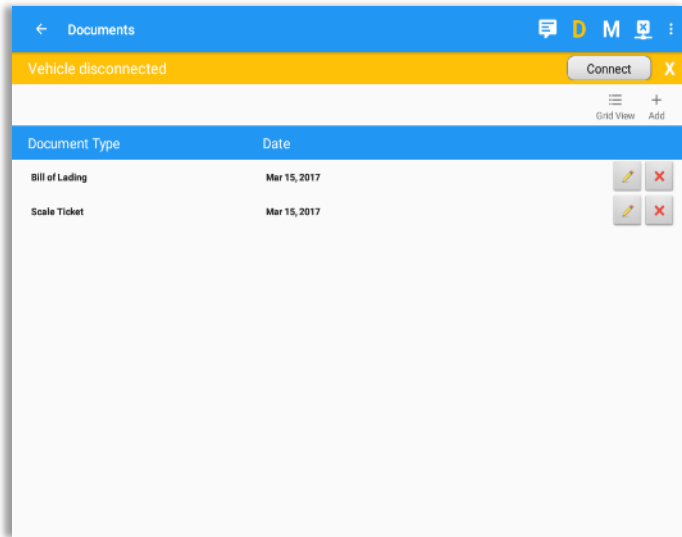 Documents D M
Vehicle disconnected Connect X
Grid View Add
Document Type Date
Bill of Lading Mar 15, 2017
Scale Ticket Mar 15, 2017